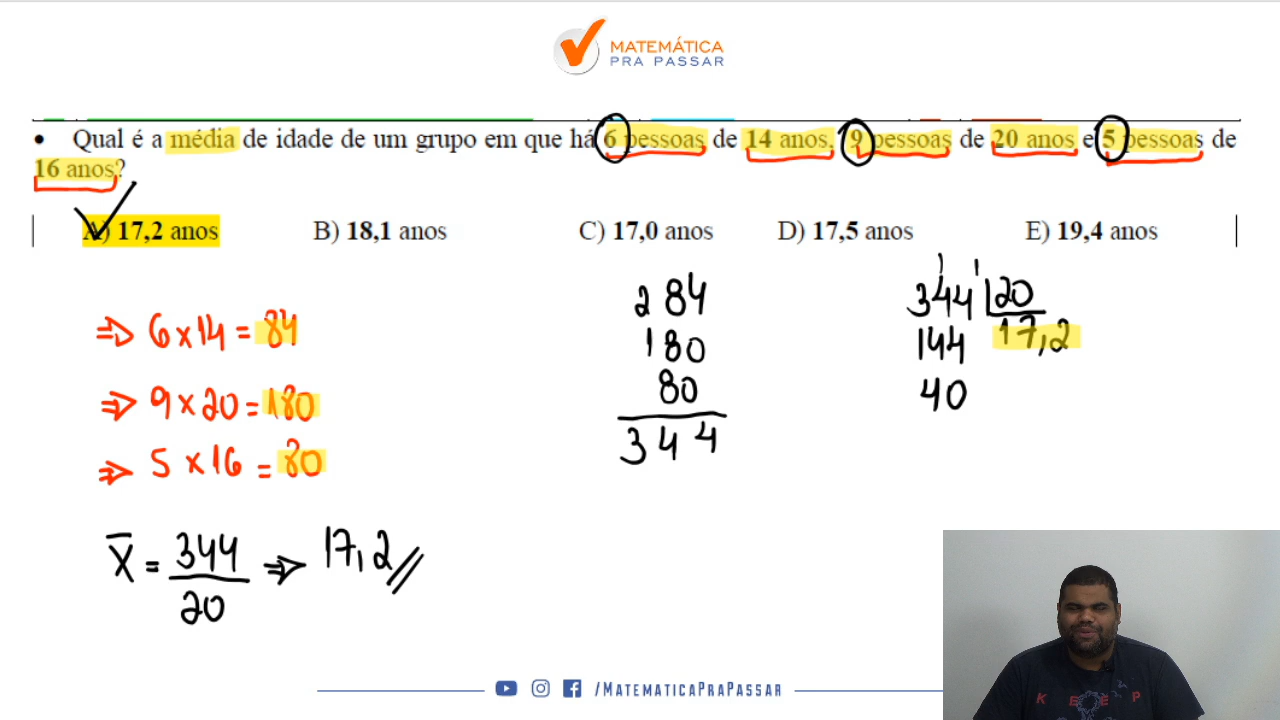 MATEMÁTICA
PRA PASSAR
• Qual é a média de idade de um grupo em que há 6 pessoas de 14 anos, 9 pessoas de 20 anos e 5 pessoas de
16 anos?
A) 17,2 anos B) 18,1 anos C) 17,0 anos D) 17,5 anos E) 19,4 anos
⇒ 6 x 14 = 84
⇒ 9 x 20 = 180
⇒ 5 x 16 = 80
X̅ = 344/20 ⇒ 17,2//
2 84
180
80
344
344 20
144 17,2
40
/MATEMATICAPRAPASSAR
KEEP